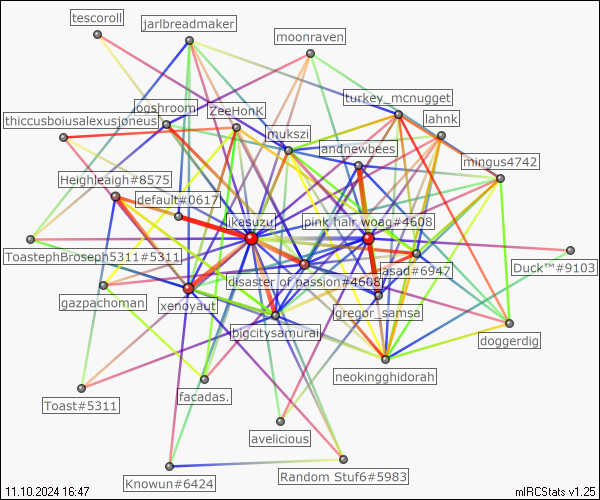 tescoroll
jarlbreadmaker
moonraven
turkey_mcnugget
ooshroom
ZeeHonk
lahnk
thiccusboiusalexusjoneus
mukszi
landnewbees
mingus4742
Heighleaigh#8575
default#0617
ikasuzu
pink hair woag#4608
ToastephBroseph5311#5311
rasad#6947
Duck™#9103
disaster of passion#4608
gazpachoman
xenoyaut
gregor_samsa
bigcitysamurai
doggerdig
neokingghidorah
Toast#5311
facadas.
avelicious
Knowun#6424
Random Stuf6#5983
11.10.2024 16:47
mIRCStats v1.25